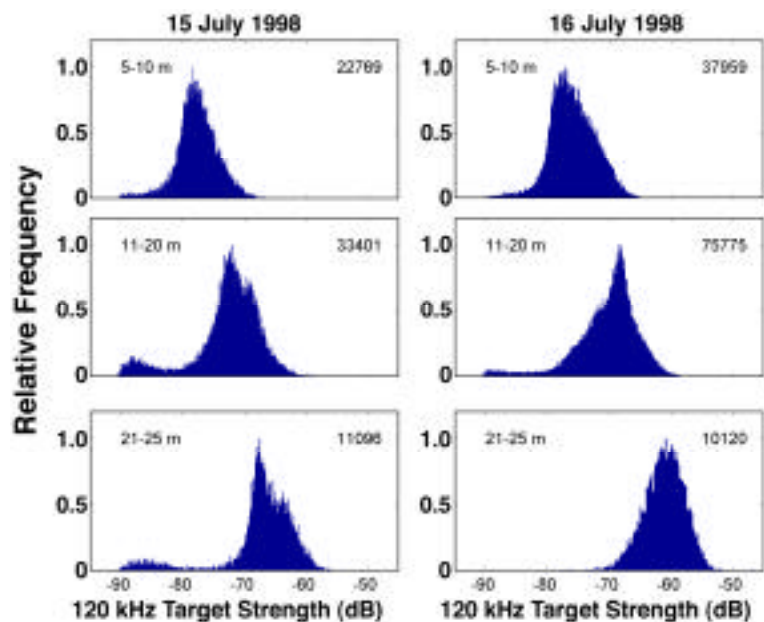 15 July 1998
16 July 1998
Relative Frequency
1.0
5-10 m
22769
0.5
0
1.0
5-10 m
37959
0.5
0
1.0
11-20 m
33401
0.5
0
1.0
11-20 m
75775
0.5
0
1.0
21-25 m
11096
0.5
0
1.0
21-25 m
10120
0.5
0
-90 -80 -70 -60 -50
-90 -80 -70 -60 -50
120 kHz Target Strength (dB)
120 kHz Target Strength (dB)